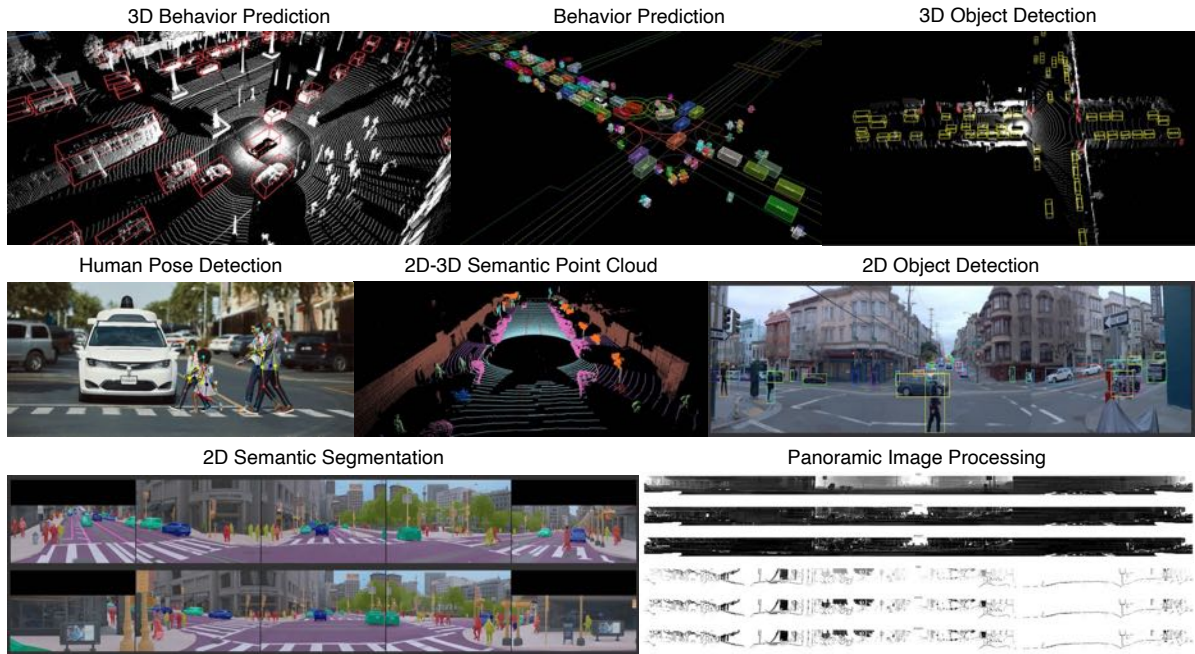 3D Behavior Prediction
Behavior Prediction
3D Object Detection
Human Pose Detection
2D-3D Semantic Point Cloud
2D Object Detection
2D Semantic Segmentation
Panoramic Image Processing